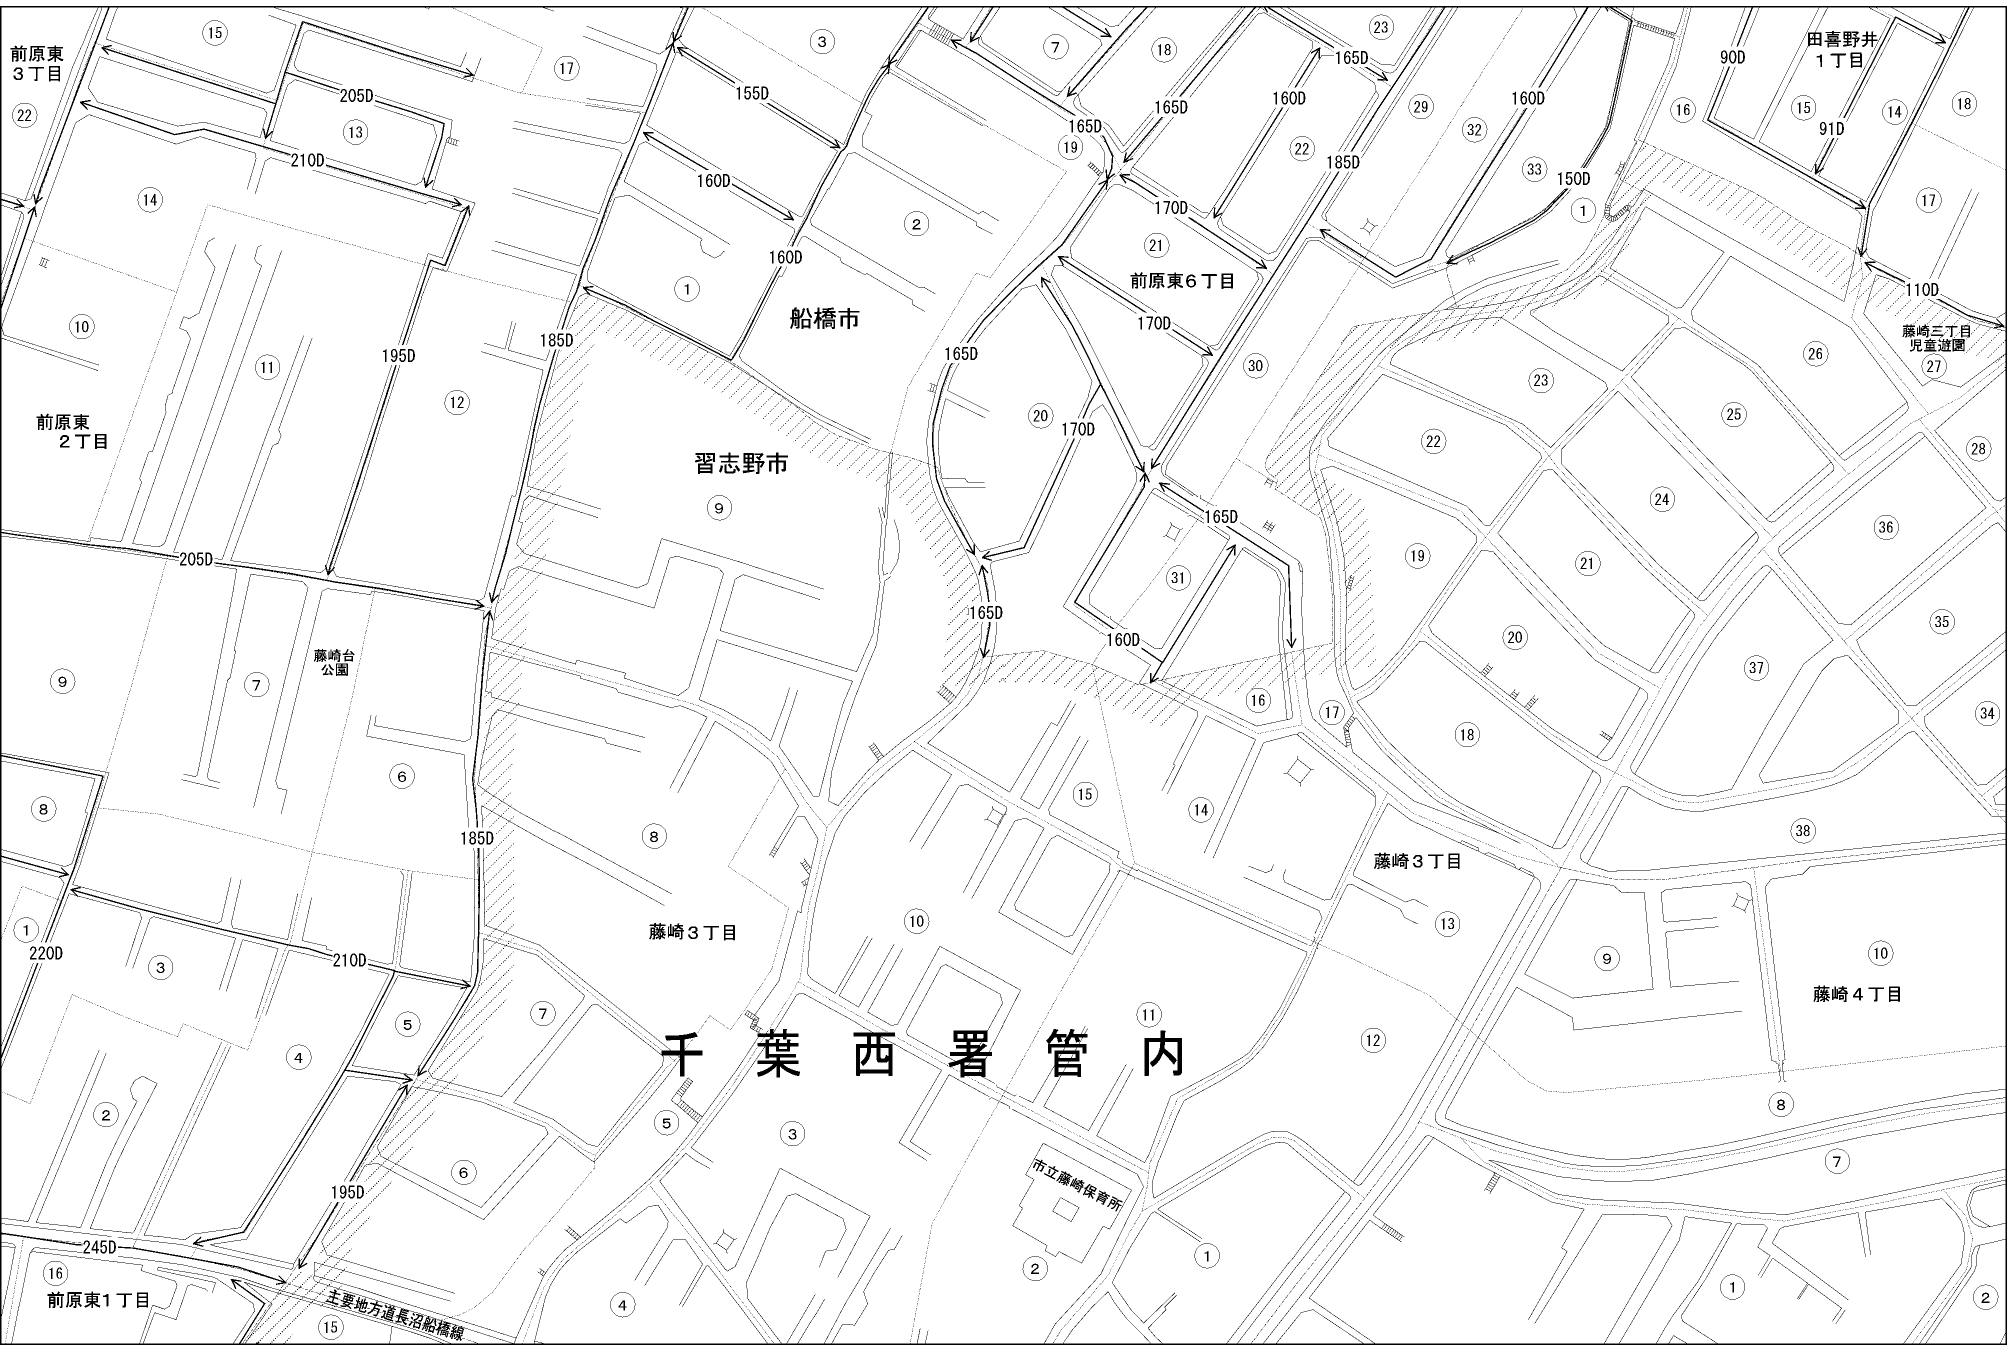 前原東
3丁目
15
22
17
3
7
18
23
田喜野井
1丁目
90D
165D
155D
205D
13
165D
160D
165D
29
160D
16
15
14
18
91D
32
19
22
185D
33
150D
1
210D
14
160D
170D
2
17
160D
21
前原東6丁目
1
船橋市
10
110D
藤崎三丁目
児童遊園
27
170D
185D
195D
165D
11
12
30
26
23
前原東
2丁目
20
170D
25
22
28
習志野市
9
24
165D
36
205D
31
19
21
165D
160D
35
20
藤崎台
公園
9
7
37
16
17
18
34
6
8
15
14
38
185D
8
藤崎3丁目
1
220D
藤崎3丁目
10
13
210D
3
9
10
藤崎4丁目
5
7
11
4
千葉西署管内
12
2
5
3
8
6
市立藤崎保育所
7
195D
245D
1
2
16
前原東1丁目
主要地方道長沼船橋線
15
4
1
2